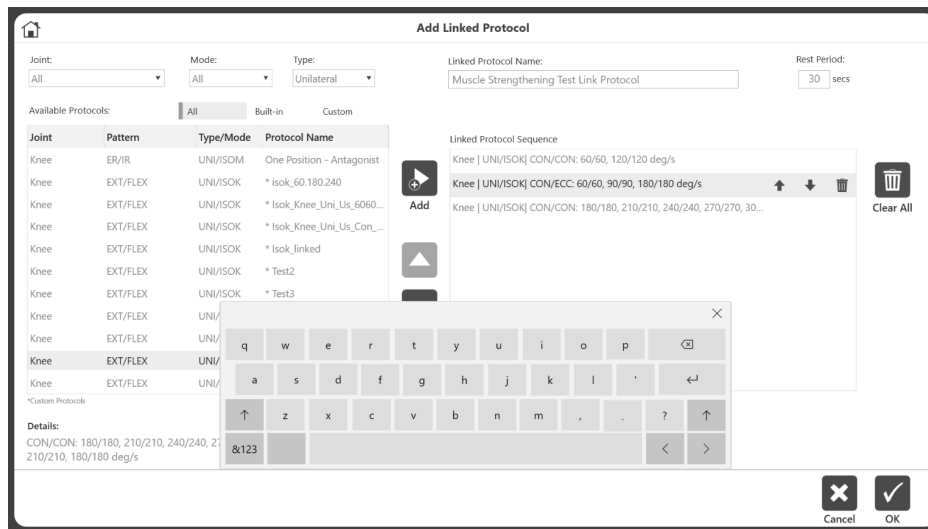 Add Linked Protocol
Joint: Mode: Type:
All All Unilateral
Linked Protocol Name:
Muscle Strengthening Test Link Protocol
Rest Period:
30 secs
Available Protocols: All Built-in Custom
Joint Pattern Type/Mode Protocol Name
Knee ER/IR UNI/ISOM One Position - Antagonist
Knee EXT/FLEX UNI/ISOK * isok_60.180.240
Knee EXT/FLEX UNI/ISOK * Isok_Knee_Uni_Us_6060...
Knee EXT/FLEX UNI/ISOK * Isok_Knee_Uni_Us_Con_...
Knee EXT/FLEX UNI/ISOK * Isok_linked
Knee EXT/FLEX UNI/ISOK * Test2
Knee EXT/FLEX UNI/ISOK * Test3
Knee EXT/FLEX UNI/
Knee EXT/FLEX UNI/
Knee EXT/FLEX UNI/
Knee EXT/FLEX UNI/
*Custom Protocols
Details:
CON/CON: 180/180, 210/210, 240/240, 27
210/210, 180/180 deg/s
Add
Linked Protocol Sequence
Knee | UNI/ISOK| CON/CON: 60/60, 120/120 deg/s
Knee | UNI/ISOK| CON/ECC: 60/60, 90/90, 180/180 deg/s
Knee | UNI/ISOK| CON/CON: 180/180, 210/210, 240/240, 270/270, 30...
Clear All
q w e r t y u i o p
a s d f g h j k l '
z x c v b n m , . ?
&123
Cancel OK